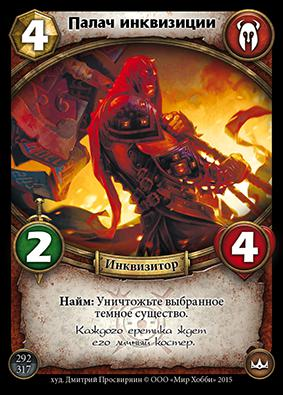 4
Палач инквизиции
2
4
Инквизитор
Найм: Уничтожьте выбранное
темное существо.
Каждого еретика ждет
его личный костер.
292
317
худ. Дмитрий Просвирнин © ООО «Мир Хобби» 2015